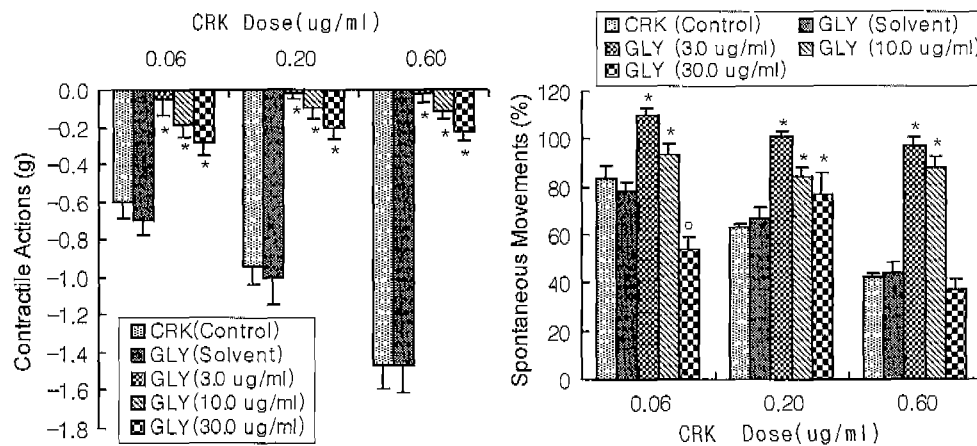 CRK Dose(ug/ml)
0.06 0.20 0.60
0.0
-0.2
-0.4
-0.6
-0.8
-1.0
-1.2
-1.4
-1.6
-1.8
Contractile Actions (g)
* * * * * * * * *
CRK(Control)
GLY(Solvent)
GLY(3.0 ug/ml)
GLY(10.0 ug/ml)
GLY(30.0 ug/ml)
CRK (Control) GLY (Solvent)
GLY (3.0 ug/ml) GLY (10.0 ug/ml)
GLY (30.0 ug/ml)
120
100
80
60
40
20
0
Spontaneous Movements (%)
* * * * * * *
0.06 0.20 0.60
CRK Dose(ug/ml)